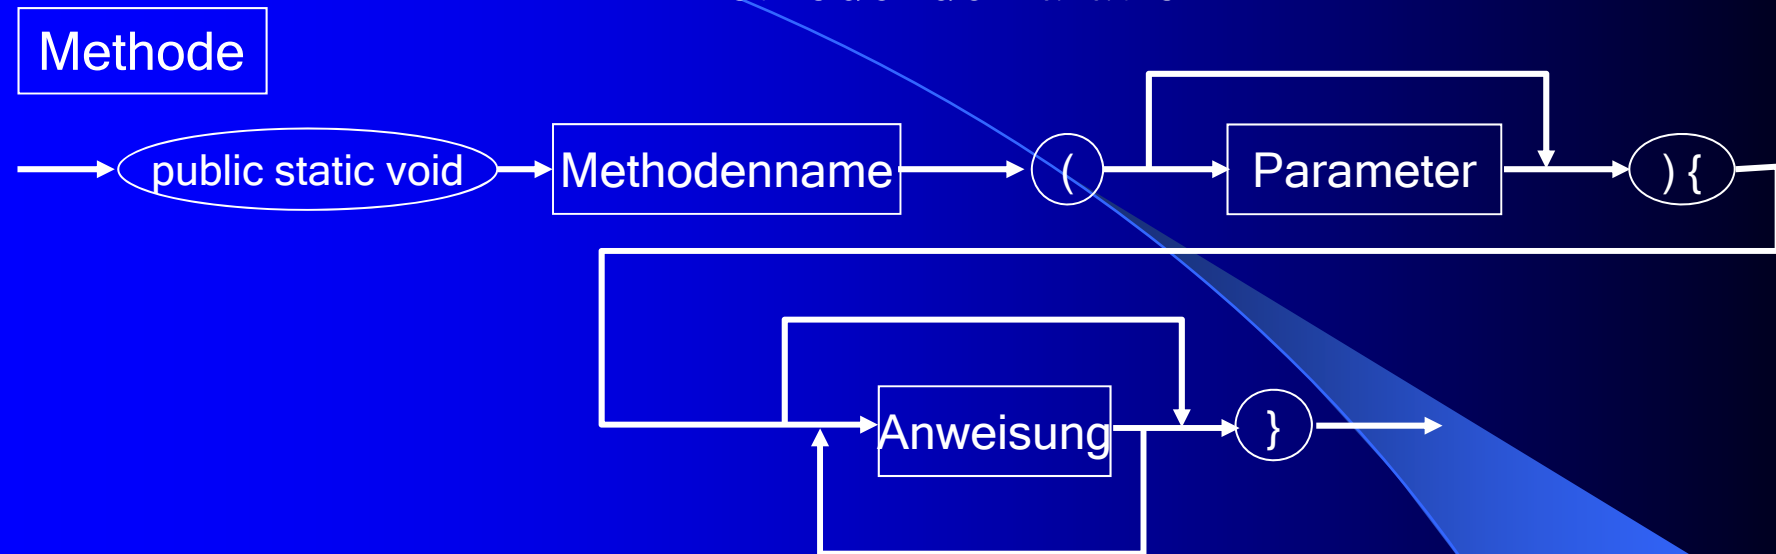 Methode
public static void Methodenname ( Parameter ) {
Anweisung }